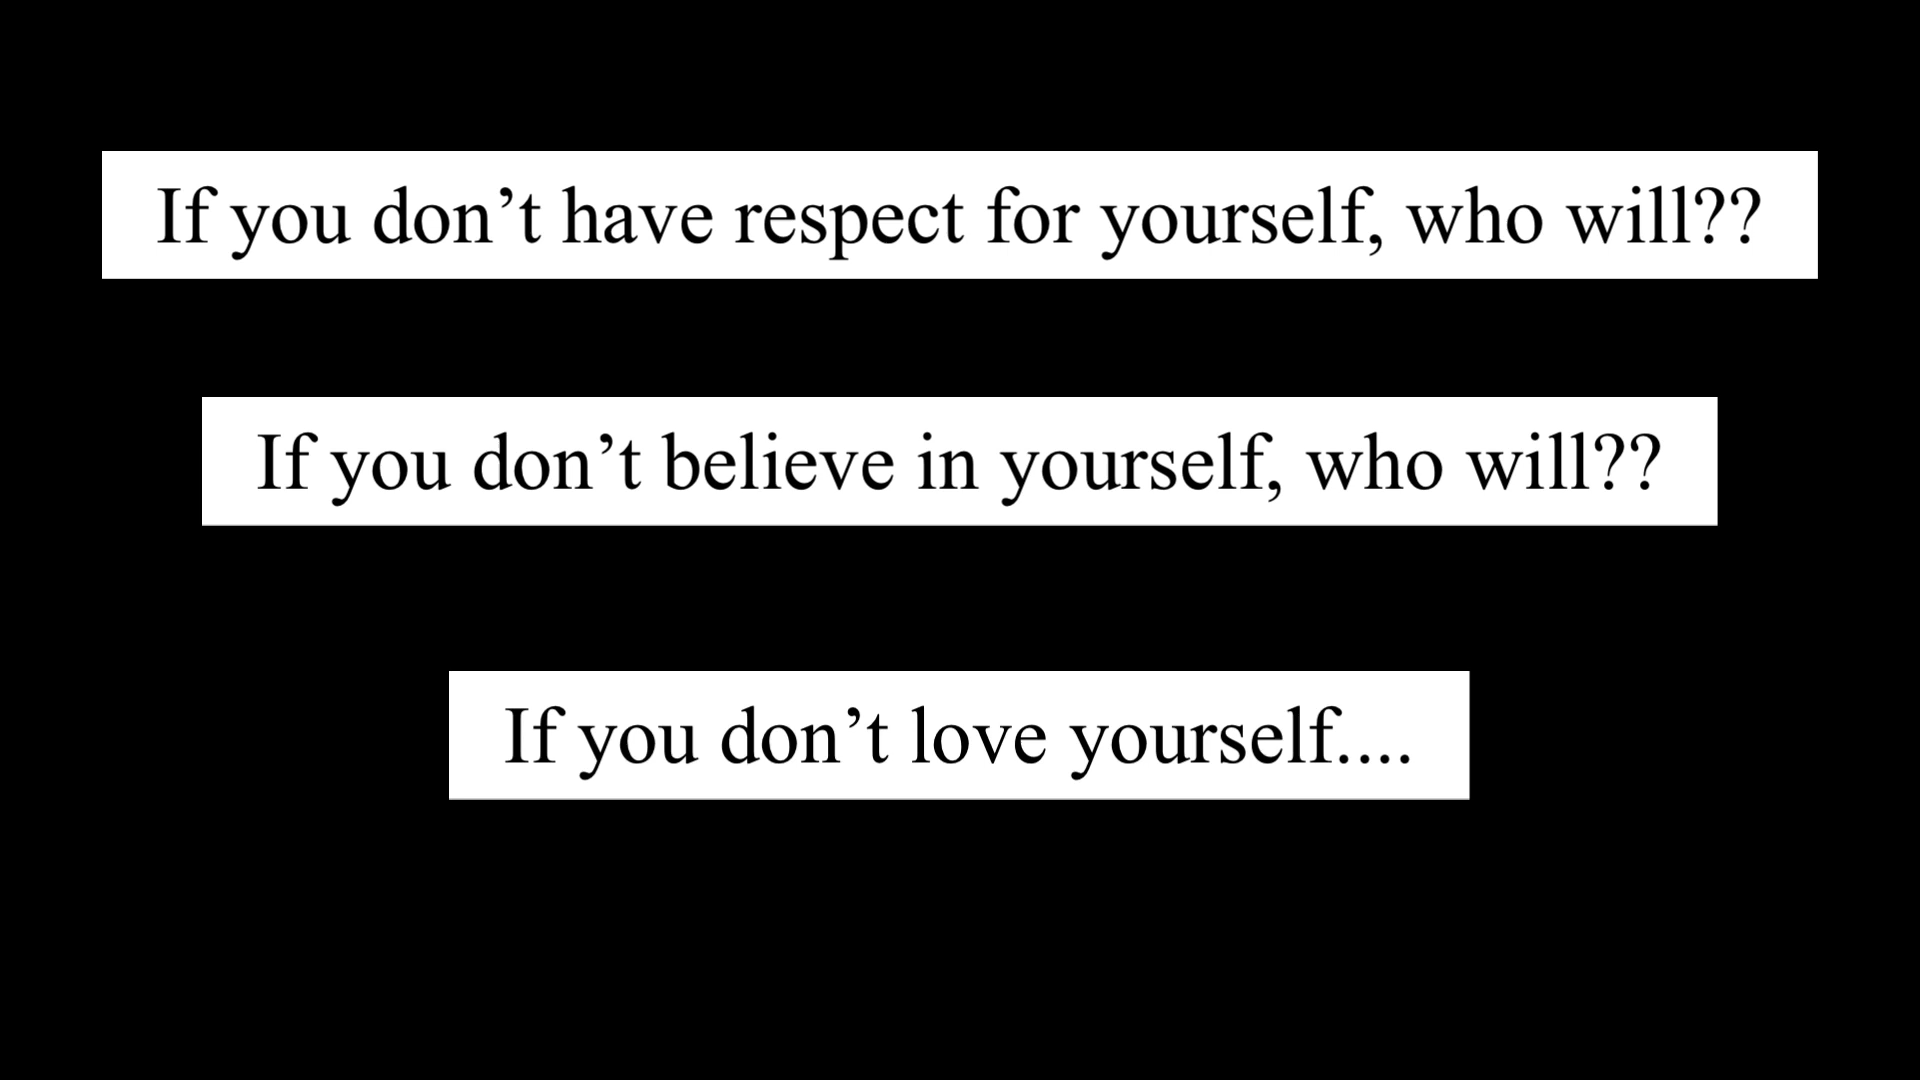 If you don’t have respect for yourself, who will??
If you don’t believe in yourself, who will??
If you don’t love yourself....